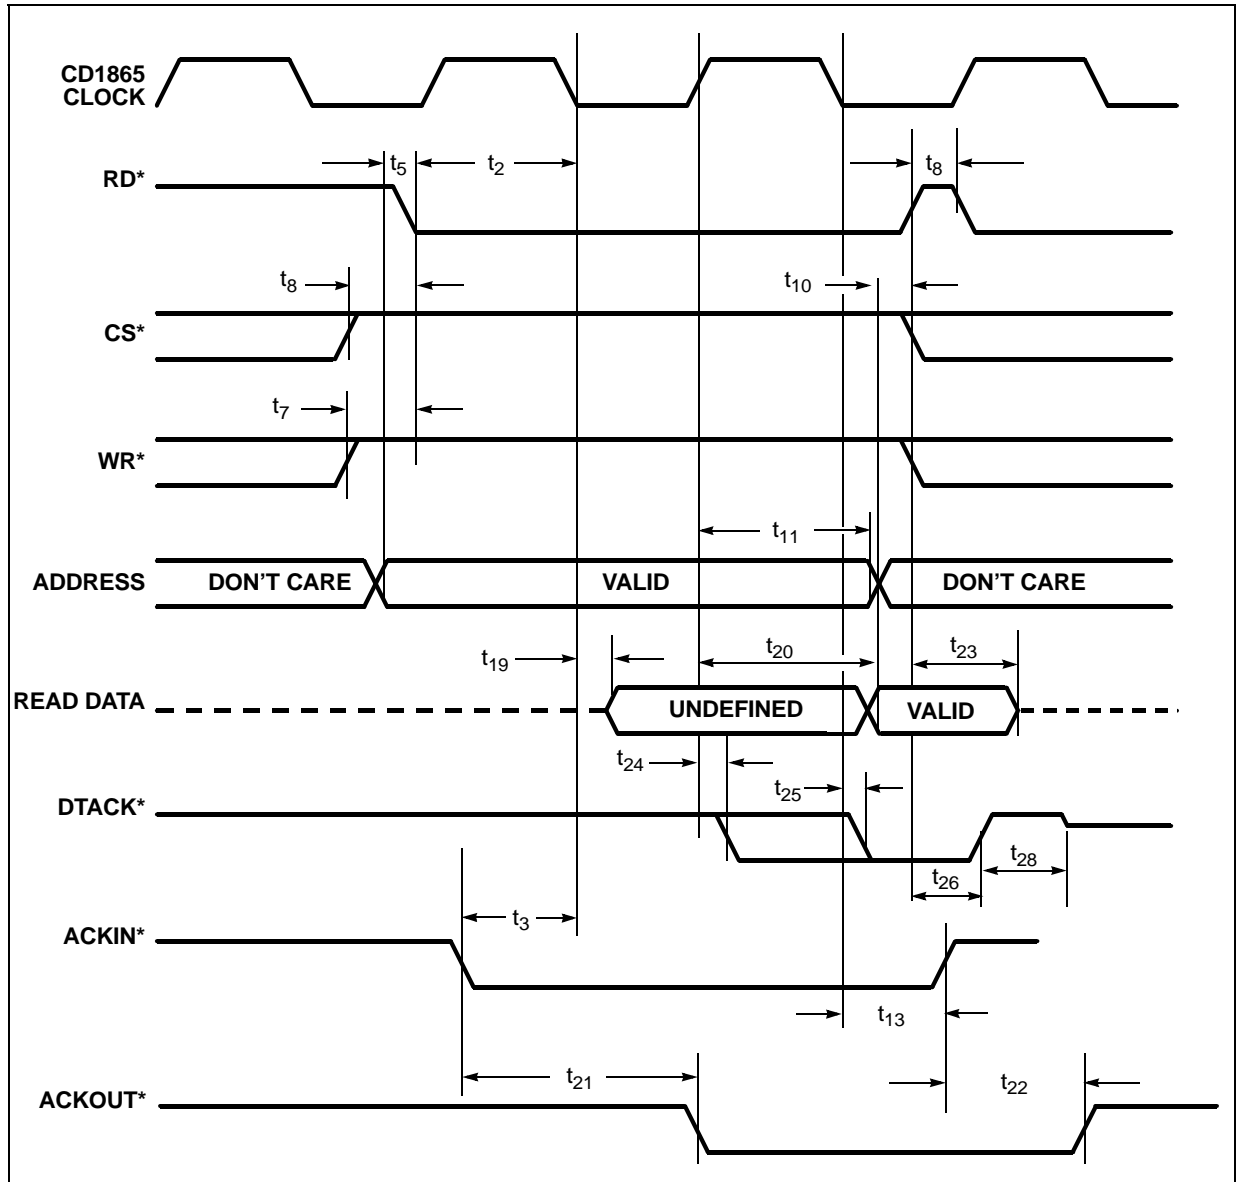 CD1865
CLOCK
t5
t2
t8
RD*
t8
t10
CS*
t7
WR*
t11
ADDRESS
DON'T CARE
VALID
DON'T CARE
t19
t20
t23
READ DATA
UNDEFINED
VALID
t24
t25
DTACK*
t28
t26
t3
ACKIN*
t13
t21
t22
ACKOUT*